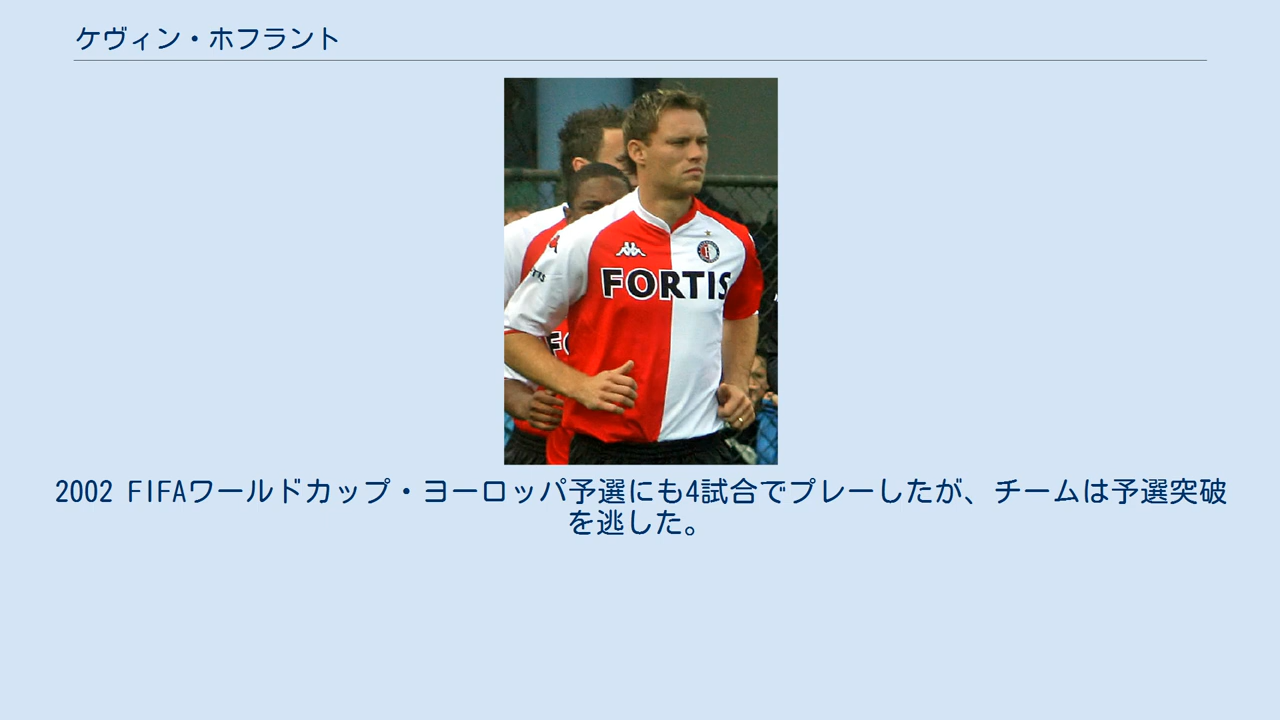 ケヴィン・ホフラント
FORTIS
FO
2002 FIFAワールドカップ・ヨーロッパ予選にも4試合でプレーしたが、チームは予選突破
を逃した。